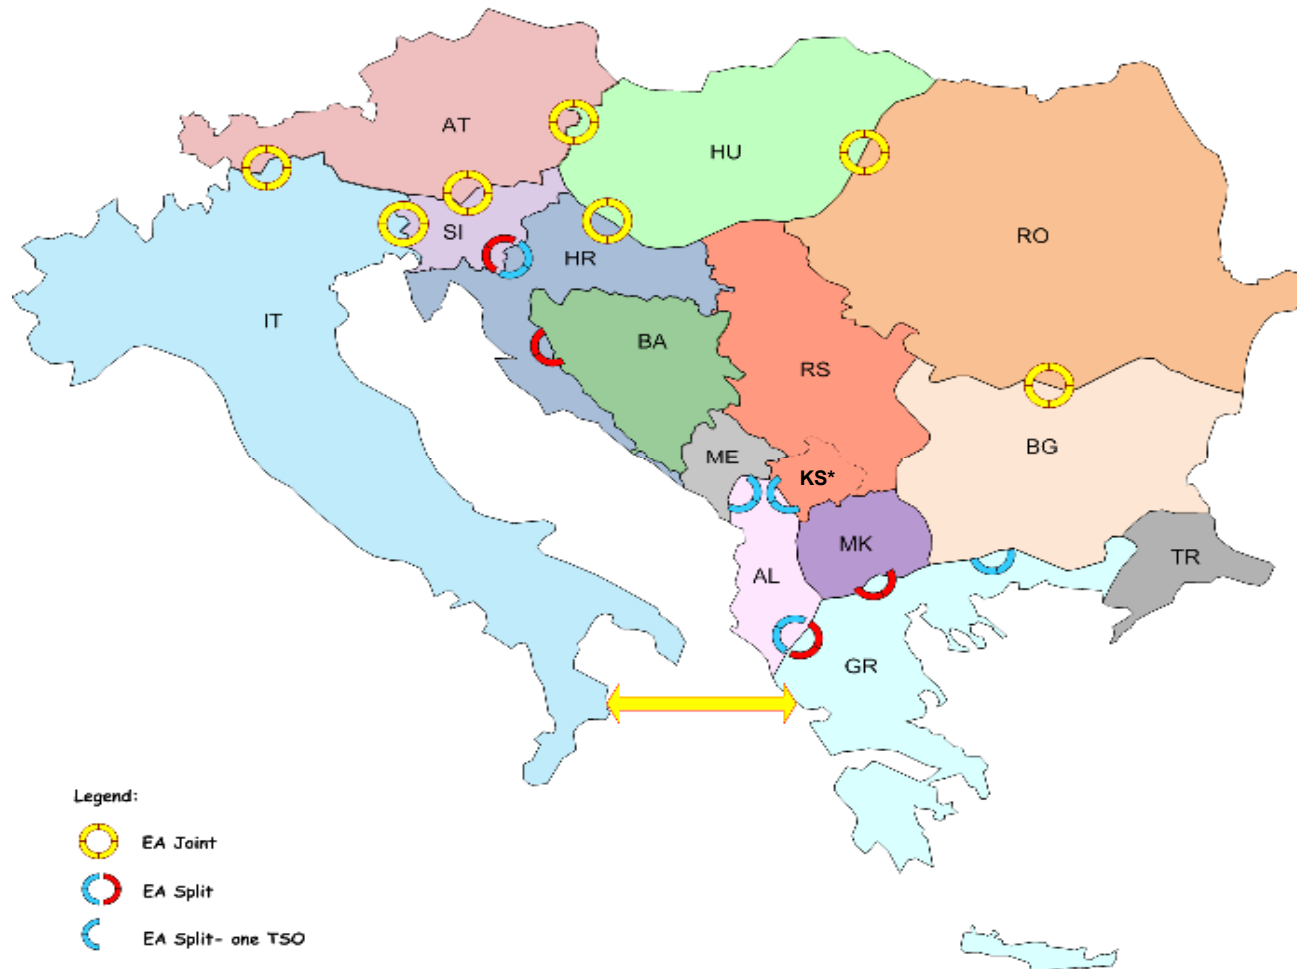 AT
HU
SI
HR
RO
IT
BA
RS
BG
ME
KS*
MK
TR
AL
GR
Legend:
EA Joint
EA Split
EA Split- one TSO